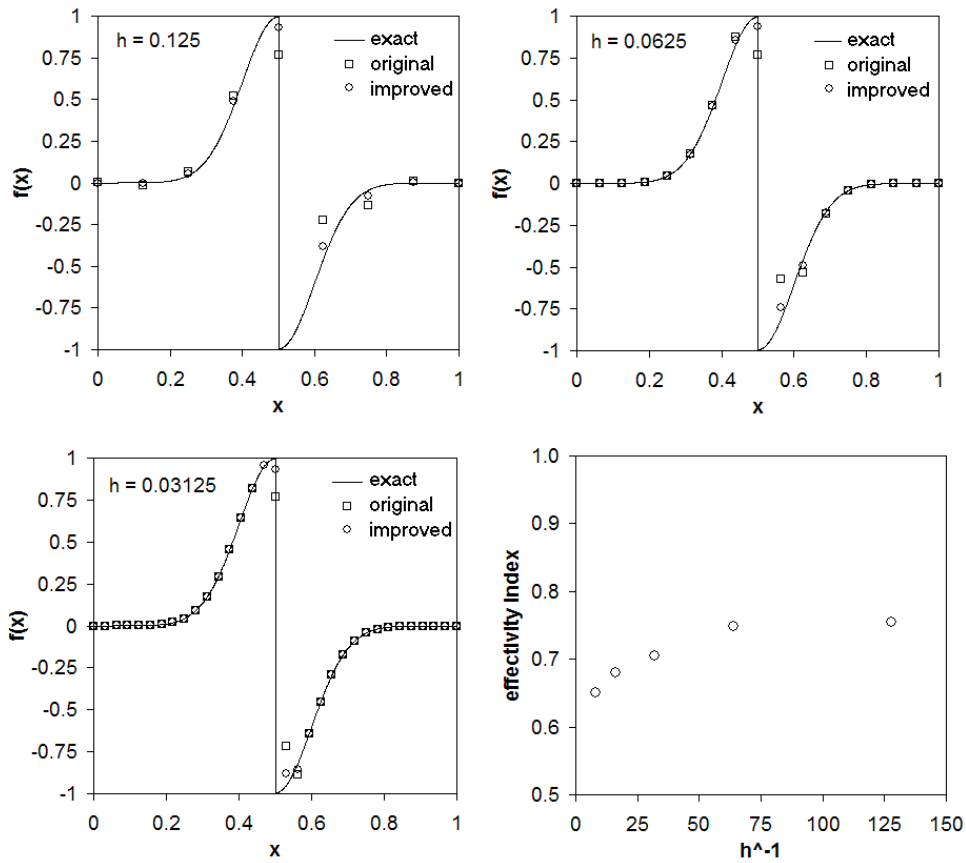 h = 0.125
exact
original
improved
f(x)
1
0.75
0.5
0.25
0
-0.25
-0.5
-0.75
-1
0 0.2 0.4 0.6 0.8 1
x
h = 0.0625
exact
original
improved
f(x)
1
0.75
0.5
0.25
0
-0.25
-0.5
-0.75
-1
0 0.2 0.4 0.6 0.8 1
x
h = 0.03125
exact
original
improved
f(x)
1
0.75
0.5
0.25
0
-0.25
-0.5
-0.75
-1
0 0.2 0.4 0.6 0.8 1
x
effectivity index
1.0
0.9
0.8
0.7
0.6
0.5
0 25 50 75 100 125 150
h^-1